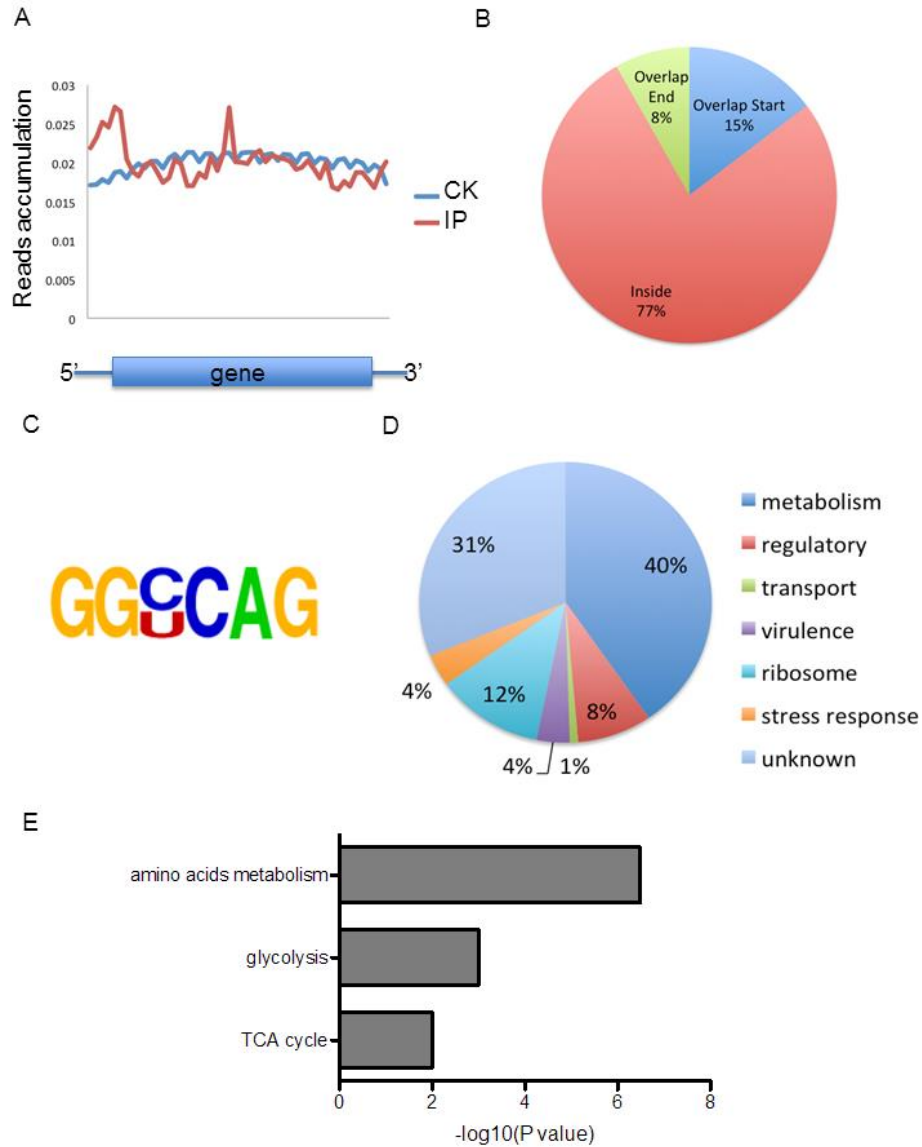 A
Reads accumulation
0.03
0.025
0.02
0.015
0.01
0.005
0
CK
IP
5’
gene
3’
B
Overlap
End
8%
Overlap Start
15%
Inside
77%
C
GGCCAG
U
D
31%
40%
4%
12%
8%
4%
1%
metabolism
regulatory
transport
virulence
ribosome
stress response
unknown
E
amino acids metabolism
glycolysis
TCA cycle
0
2
4
6
8
-log10(P value)